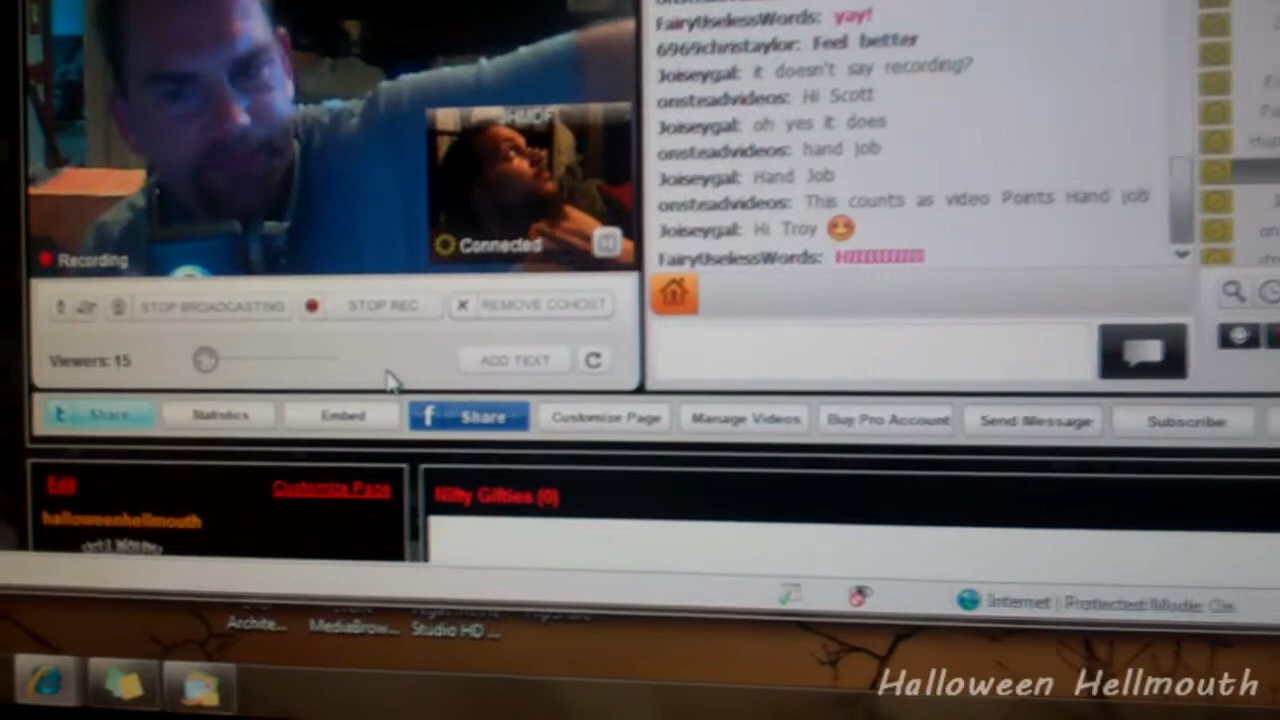 FairyUselessWords: yay!
6969christaylor: Feel better
Joiseygal: it doesn't say recording?
onsteadvideos: Hi Scott
Joiseygal: oh yes it does
onsteadvideos: hand job
Joiseygal: Hand Job
onsteadvideos: This counts as video Points Hand job
Joiseygal: Hi Troy
FairyUselessWords:
Connected
Recording
STOP BROADCASTING
STOP REC
REMOVE COHOST
Viewers: 15
ADD TEXT
Share
Statistics
Embed
Share
Customize Page
Manage Videos
Buy Pro Account
Send Message
Subscribe
Edit
Customize Page
Nifty Gifties (0)
halloweenhellmouth
Internet | Protected Mode: On
Archite...
MediaBrow...
Studio HD ...
Halloween Hellmouth